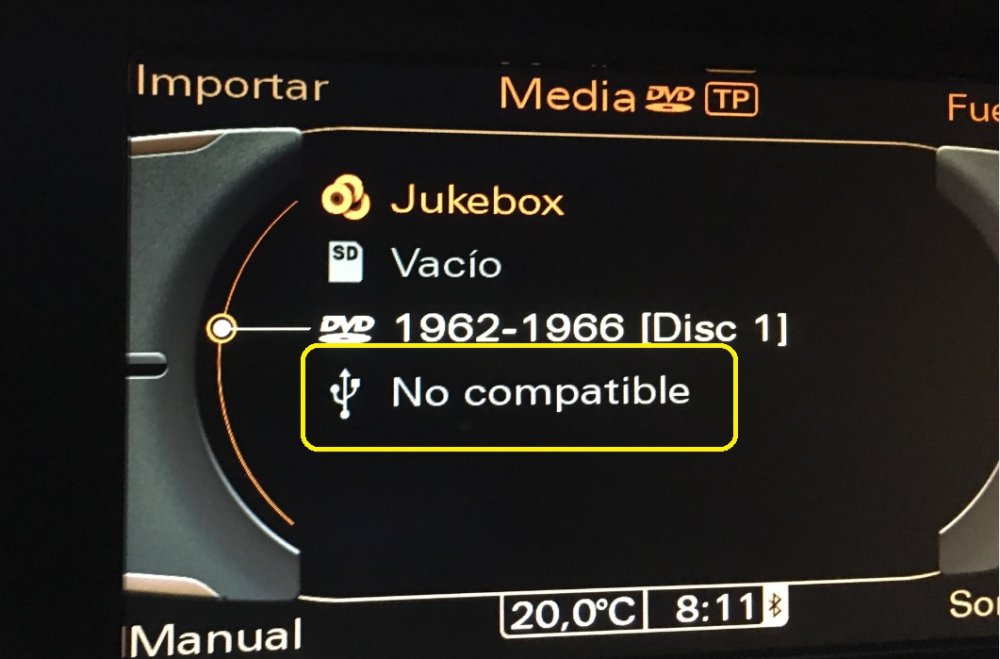 Importar
Media DVD TP
Fue
Jukebox
SD Vacío
DVD 1962-1966 [Disc 1]
No compatible
Manual
20,0°C 8:11
So